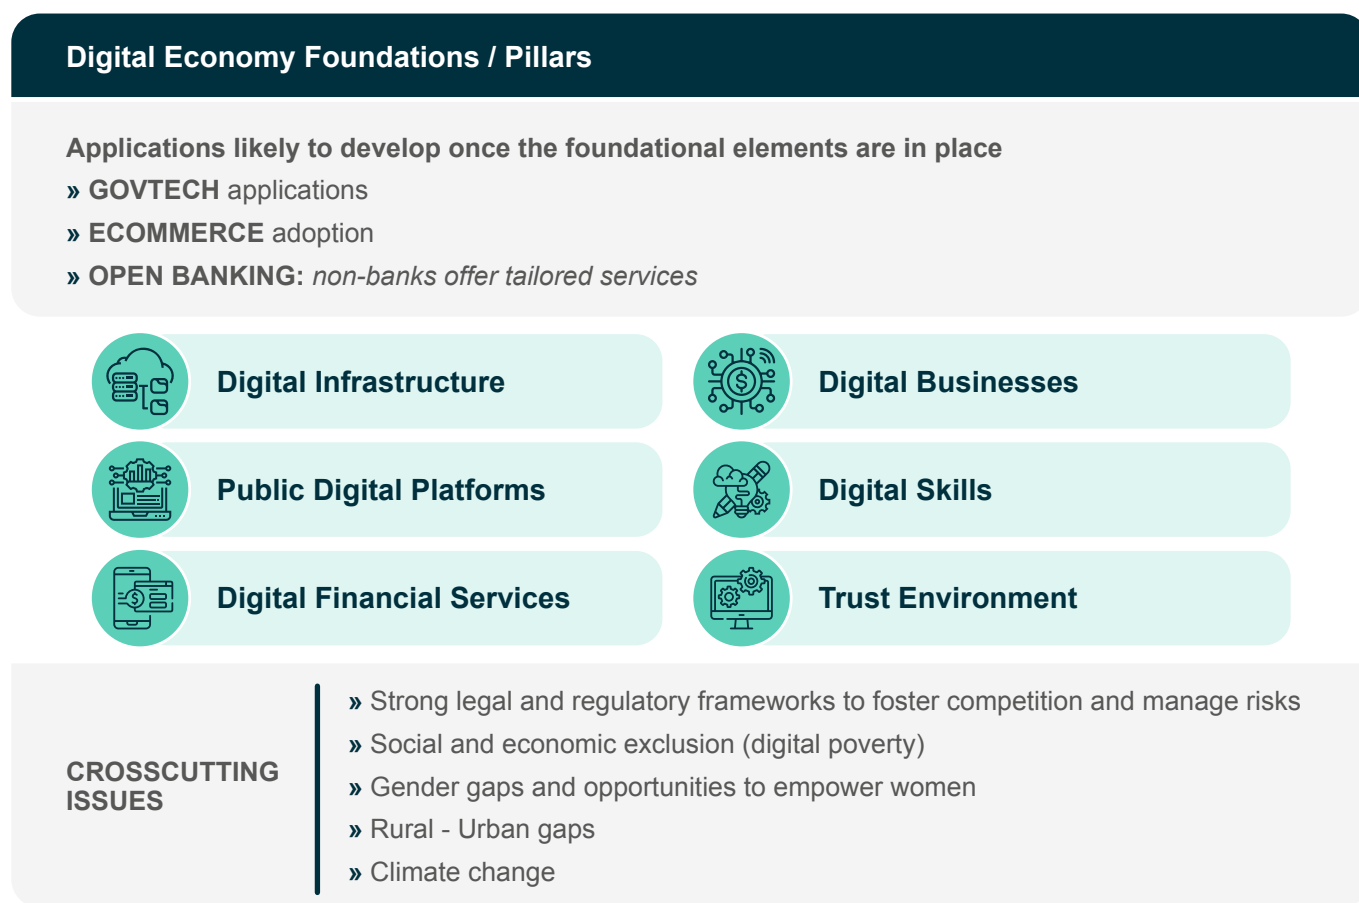 Digital Economy Foundations / Pillars
Applications likely to develop once the foundational elements are in place
» GOVTECH applications
» ECOMMERCE adoption
» OPEN BANKING: non-banks offer tailored services
Digital Infrastructure
Digital Businesses
Public Digital Platforms
Digital Skills
Digital Financial Services
Trust Environment
CROSSCUTTING
ISSUES
» Strong legal and regulatory frameworks to foster competition and manage risks
» Social and economic exclusion (digital poverty)
» Gender gaps and opportunities to empower women
» Rural - Urban gaps
» Climate change